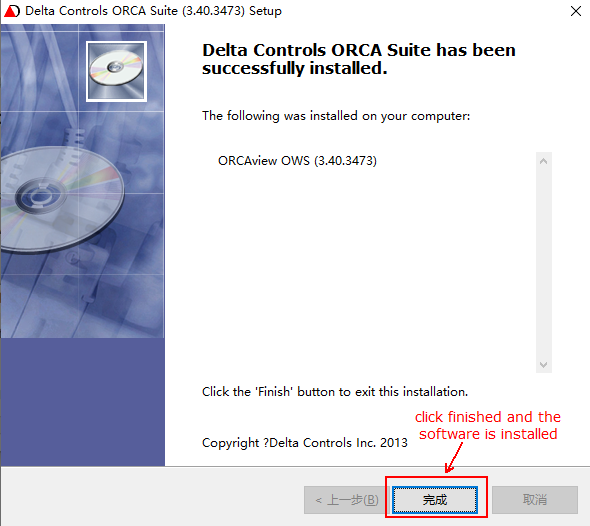 Delta Controls ORCA Suite (3.40.3473) Setup
Delta Controls ORCA Suite has been
successfully installed.
The following was installed on your computer:
ORCAview OWS (3.40.3473)
Click the 'Finish' button to exit this installation.
click finished and the
software is installed
Copyright ?Delta Controls Inc. 2013
< 上一步(B)
完成
取消